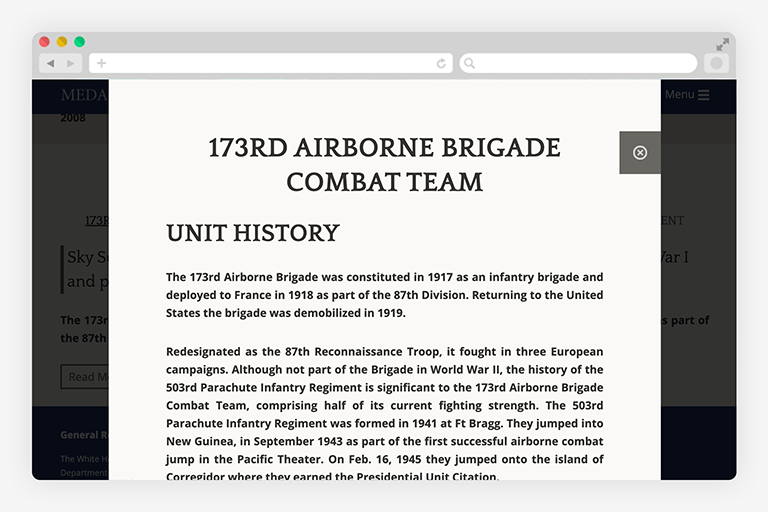 MEDA
Menu
2008
173RD AIRBORNE BRIGADE
COMBAT TEAM
173R
ENT
UNIT HISTORY
Sky S
ar I
and p
The 173rd Airborne Brigade was constituted in 1917 as an infantry brigade and
deployed to France in 1918 as part of the 87th Division. Returning to the United
States the brigade was demobilized in 1919.
The 173r
s part of
the 87th
Redesignated as the 87th Reconnaissance Troop, it fought in three European
campaigns. Although not part of the Brigade in World War II, the history of the
503rd Parachute Infantry Regiment is significant to the 173rd Airborne Brigade
Combat Team, comprising half of its current fighting strength. The 503rd
Parachute Infantry Regiment was formed in 1941 at Ft Bragg. They jumped into
New Guinea, in September 1943 as part of the first successful airborne combat
jump in the Pacific Theater. On Feb. 16, 1945 they jumped onto the island of
Corregidor where they earned the Presidential Unit Citation.
Read M
General R
The White H
Department